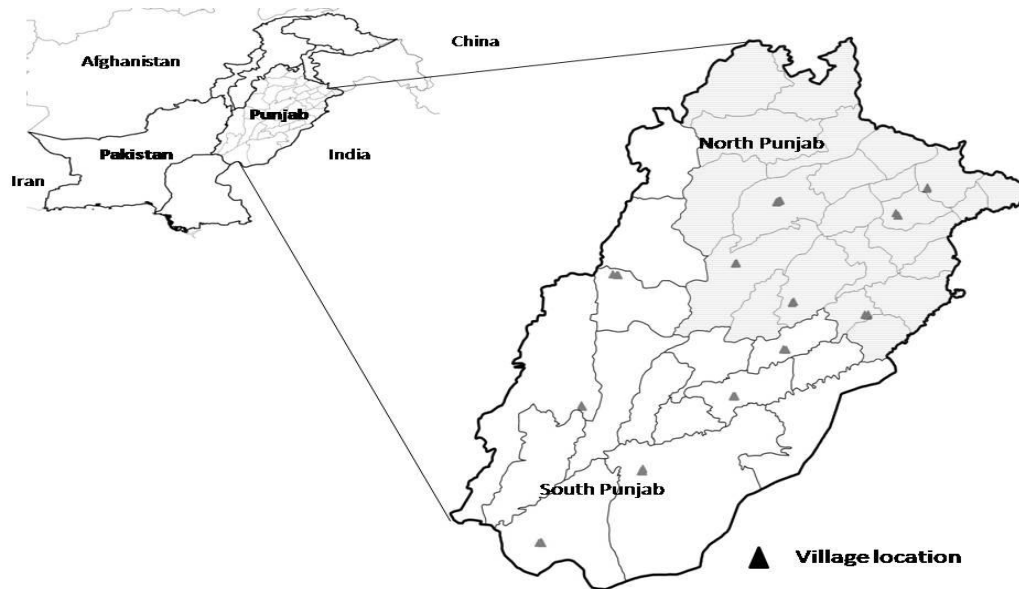 China
Afghanistan
Punjab
Pakistan
India
Iran
North Punjab
South Punjab
Village location